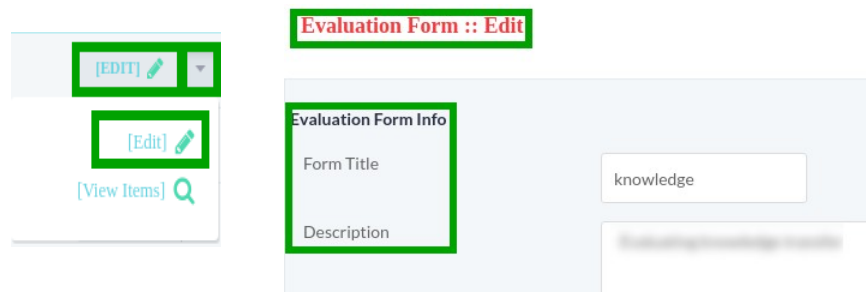 [EDIT]
[Edit]
[View Items]
Evaluation Form :: Edit
Evaluation Form Info
Form Title
knowledge
Description